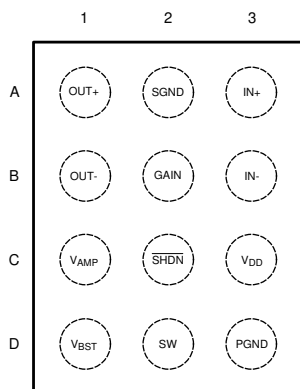 1 2 3
A OUT+ SGND IN+
B OUT- GAIN IN-
C VAMP SHDN VDD
D VBST SW PGND